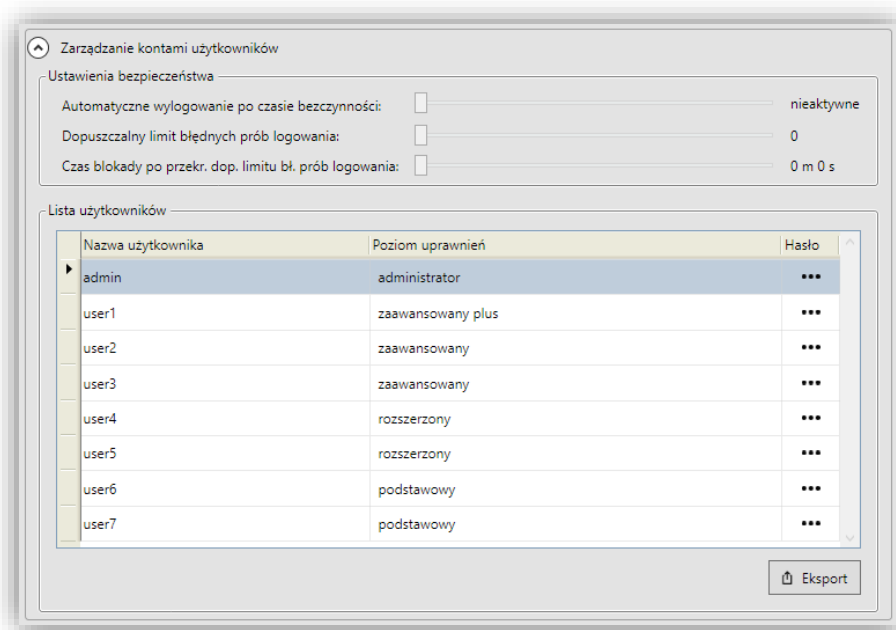 Zarządzanie kontami użytkowników
Ustawienia bezpieczeństwa
Automatyczne wylogowanie po czasie bezczynności: nieaktywne
Dopuszczalny limit błędnych prób logowania: 0
Czas blokady po przekr. dop. limitu bł. prób logowania: 0 m 0 s
Lista użytkowników
Nazwa użytkownika Poziom uprawnień Hasło
admin administrator •••
user1 zaawansowany plus •••
user2 zaawansowany •••
user3 zaawansowany •••
user4 rozszerzony •••
user5 rozszerzony •••
user6 podstawowy •••
user7 podstawowy •••
Eksport